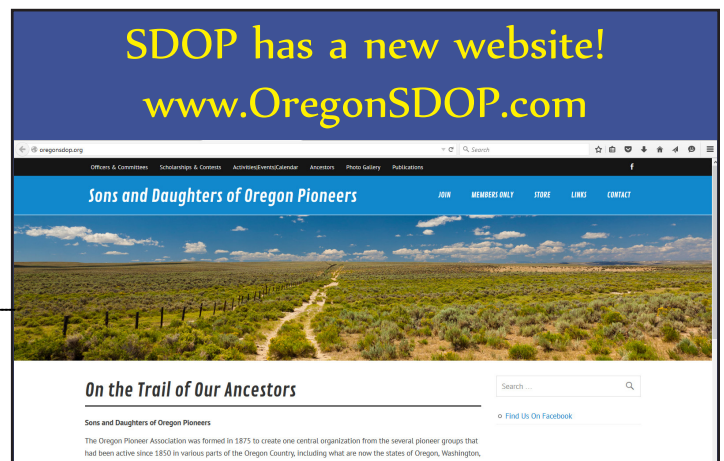 SDOP has a new website!
www.OregonSDOP.com
oregonsdop.org
Search
Officers & Committees Scholarships & Contests Activities|Events|Calendar Ancestors Photo Gallery Publications
f
Sons and Daughters of Oregon Pioneers
JOIN MEMBERS ONLY STORE LINKS CONTACT
On the Trail of Our Ancestors
Search ...
Find Us On Facebook
Sons and Daughters of Oregon Pioneers
The Oregon Pioneer Association was formed in 1875 to create one central organization from the several pioneer groups that
had been active since 1850 in various parts of the Oregon Country, including what are now the states of Oregon, Washington,